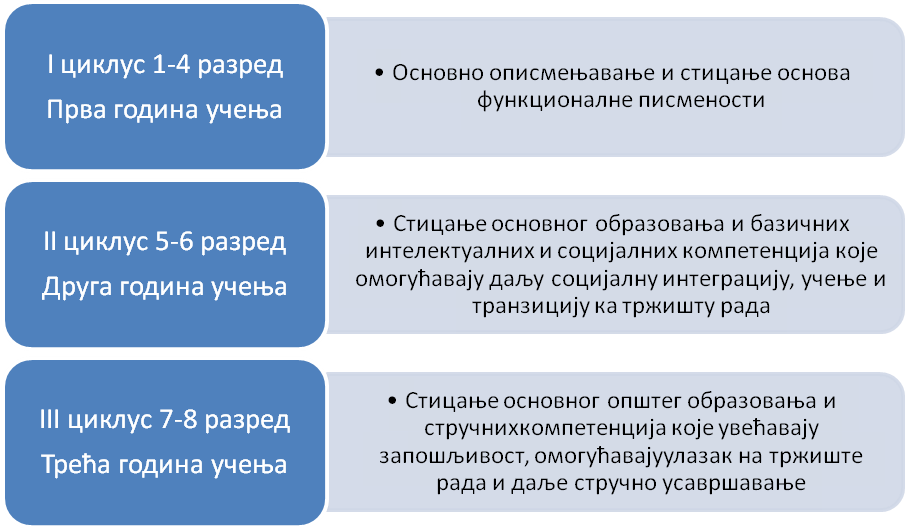 I циклус 1-4 разред
Прва година учења
• Основно описмењавање и стицање основа
функционалне писмености
II циклус 5-6 разред
Друга година учења
• Стицање основног образовања и базичних
интелектуалних и социјалних компетенција које
омогућавају даљу социјалну интеграцију, учење и
транзицију ка тржишту рада
III циклус 7-8 разред
Трећа година учења
• Стицање основног општег образовања и
стручнихкомпетенција које увећавају
запошљивост, омогућавајуулазак на тржиште
рада и даље стручно усавршавање